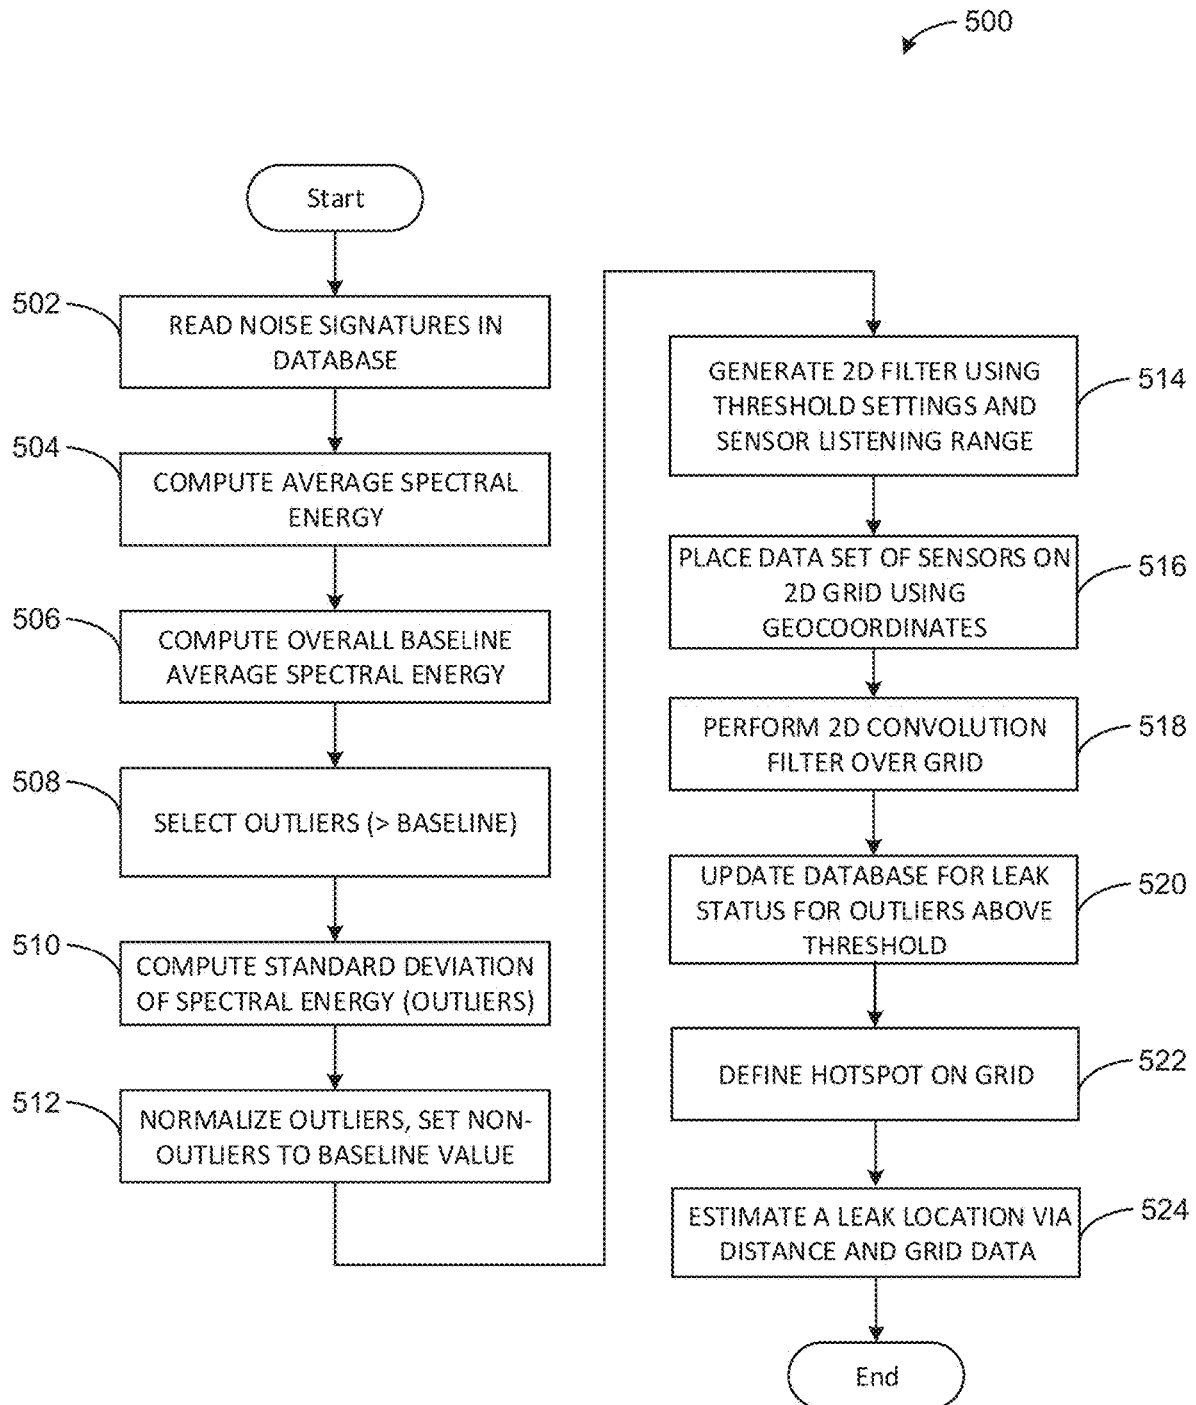 500
Start
502
READ NOISE SIGNATURES IN
DATABASE
504
COMPUTE AVERAGE SPECTRAL
ENERGY
506
COMPUTE OVERALL BASELINE
AVERAGE SPECTRAL ENERGY
508
SELECT OUTLIERS (> BASELINE)
510
COMPUTE STANDARD DEVIATION
OF SPECTRAL ENERGY (OUTLIERS)
512
NORMALIZE OUTLIERS, SET NON-
OUTLIERS TO BASELINE VALUE
GENERATE 2D FILTER USING
THRESHOLD SETTINGS AND
SENSOR LISTENING RANGE
514
PLACE DATA SET OF SENSORS ON
2D GRID USING
GEOCOORDINATES
516
PERFORM 2D CONVOLUTION
FILTER OVER GRID
518
UPDATE DATABASE FOR LEAK
STATUS FOR OUTLIERS ABOVE
THRESHOLD
520
DEFINE HOTSPOT ON GRID
522
ESTIMATE A LEAK LOCATION VIA
DISTANCE AND GRID DATA
524
End